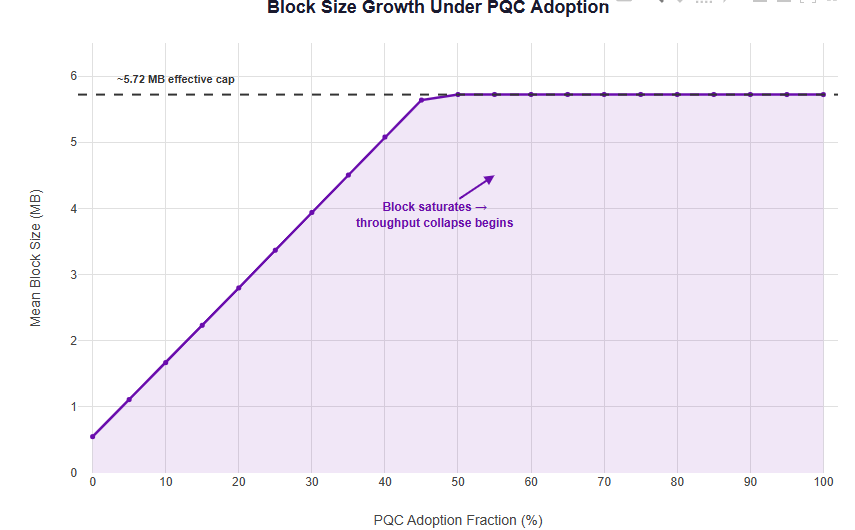 Block Size Growth Under PQC Adoption
~5.72 MB effective cap
6
5
4
3
2
1
0
Mean Block Size (MB)
Block saturates →
throughput collapse begins
0 10 20 30 40 50 60 70 80 90 100
PQC Adoption Fraction (%)